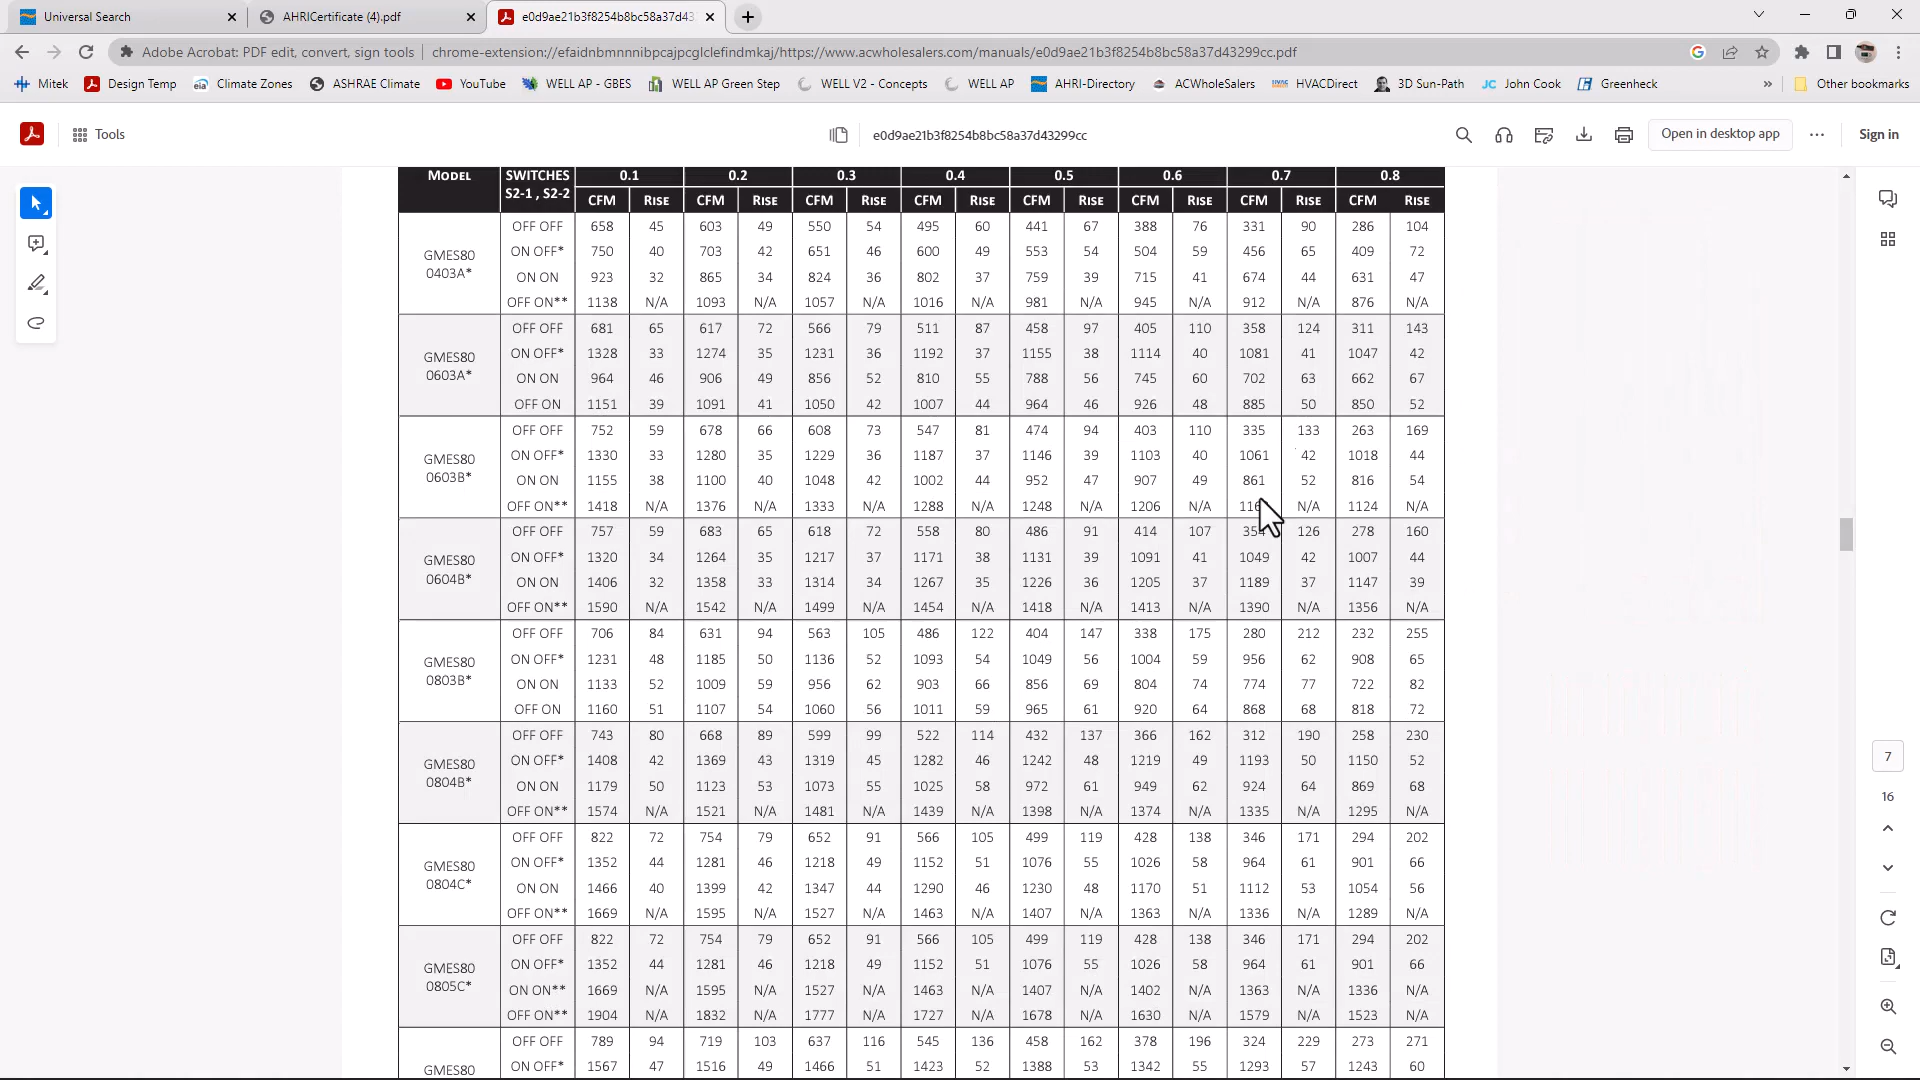 Universal Search
AHRICertificate (4).pdf
e0d9ae21b3f8254b8bc58a37d43
Adobe Acrobat: PDF edit, convert, sign tools | chrome-extension://efaidnbmnnnibpcajpcglclefindmkaj/https://www.acwholesalers.com/manuals/e0d9ae21b3f8254b8bc58a37d43299cc.pdf
Mitek Design Temp Climate Zones ASHRAE Climate YouTube WELL AP - GBES WELL AP Green Step WELL V2 - Concepts WELL AP AHRI-Directory ACWholeSalers HVACDirect 3D Sun-Path John Cook Greenheck » Other bookmarks
Tools e0d9ae21b3f8254b8bc58a37d43299cc Open in desktop app Sign in
MODEL SWITCHES S2-1 , S2-2 0.1 0.2 0.3 0.4 0.5 0.6 0.7 0.8
CFM RISE CFM RISE CFM RISE CFM RISE CFM RISE CFM RISE CFM RISE CFM RISE
GMES80 0403A*
OFF OFF 658 45 603 49 550 54 495 60 441 67 388 76 331 90 286 104
ON OFF* 750 40 703 42 651 46 600 49 553 54 504 59 456 65 409 72
ON ON 923 32 865 34 824 36 802 37 759 39 715 41 674 44 631 47
OFF ON** 1138 N/A 1093 N/A 1057 N/A 1016 N/A 981 N/A 945 N/A 912 N/A 876 N/A
GMES80 0603A*
OFF OFF 681 65 617 72 566 79 511 87 458 97 405 110 358 124 311 143
ON OFF* 1328 33 1274 35 1231 36 1192 37 1155 38 1114 40 1081 41 1047 42
ON ON 964 46 906 49 856 52 810 55 788 56 745 60 702 63 662 67
OFF ON 1151 39 1091 41 1050 42 1007 44 964 46 926 48 885 50 850 52
GMES80 0603B*
OFF OFF 752 59 678 66 608 73 547 81 474 94 403 110 335 133 263 169
ON OFF* 1330 33 1280 35 1229 36 1187 37 1146 39 1103 40 1061 42 1018 44
ON ON 1155 38 1100 40 1048 42 1002 44 952 47 907 49 861 52 816 54
OFF ON** 1418 N/A 1376 N/A 1333 N/A 1288 N/A 1248 N/A 1206 N/A N/A 1124 N/A
GMES80 0604B*
OFF OFF 757 59 683 65 618 72 558 80 486 91 414 107 354 126 278 160
ON OFF* 1320 34 1264 35 1217 37 1171 38 1131 39 1091 41 1049 42 1007 44
ON ON 1406 32 1358 33 1314 34 1267 35 1226 36 1205 37 1189 37 1147 39
OFF ON** 1590 N/A 1542 N/A 1499 N/A 1454 N/A 1418 N/A 1413 N/A 1390 N/A 1356 N/A
GMES80 0803B*
OFF OFF 706 84 631 94 563 105 486 122 404 147 338 175 280 212 232 255
ON OFF* 1231 48 1185 50 1136 52 1093 54 1049 56 1004 59 956 62 908 65
ON ON 1133 52 1009 59 956 62 903 66 856 69 804 74 774 77 722 82
OFF ON 1160 51 1107 54 1060 56 1011 59 965 61 920 64 868 68 818 72
GMES80 0804B*
OFF OFF 743 80 668 89 599 99 522 114 432 137 366 162 312 190 258 230
ON OFF* 1408 42 1369 43 1319 45 1282 46 1242 48 1219 49 1193 50 1150 52
ON ON 1179 50 1123 53 1073 55 1025 58 972 61 949 62 924 64 869 68
OFF ON** 1574 N/A 1521 N/A 1481 N/A 1439 N/A 1398 N/A 1374 N/A 1335 N/A 1295 N/A
GMES80 0804C*
OFF OFF 822 72 754 79 652 91 566 105 499 119 428 138 346 171 294 202
ON OFF* 1352 44 1281 46 1218 49 1152 51 1076 55 1026 58 964 61 901 66
ON ON 1466 40 1399 42 1347 44 1290 46 1230 48 1170 51 1112 53 1054 56
OFF ON** 1669 N/A 1595 N/A 1527 N/A 1463 N/A 1407 N/A 1363 N/A 1336 N/A 1289 N/A
GMES80 0805C*
OFF OFF 822 72 754 79 652 91 566 105 499 119 428 138 346 171 294 202
ON OFF* 1352 44 1281 46 1218 49 1152 51 1076 55 1026 58 964 61 901 66
ON ON** 1669 N/A 1595 N/A 1527 N/A 1463 N/A 1407 N/A 1402 N/A 1363 N/A 1336 N/A
OFF ON** 1904 N/A 1832 N/A 1777 N/A 1727 N/A 1678 N/A 1630 N/A 1579 N/A 1523 N/A
GMES80
OFF OFF 789 94 719 103 637 116 545 136 458 162 378 196 324 229 273 271
ON OFF* 1567 47 1516 49 1466 51 1423 52 1388 53 1342 55 1293 57 1243 60
7
16